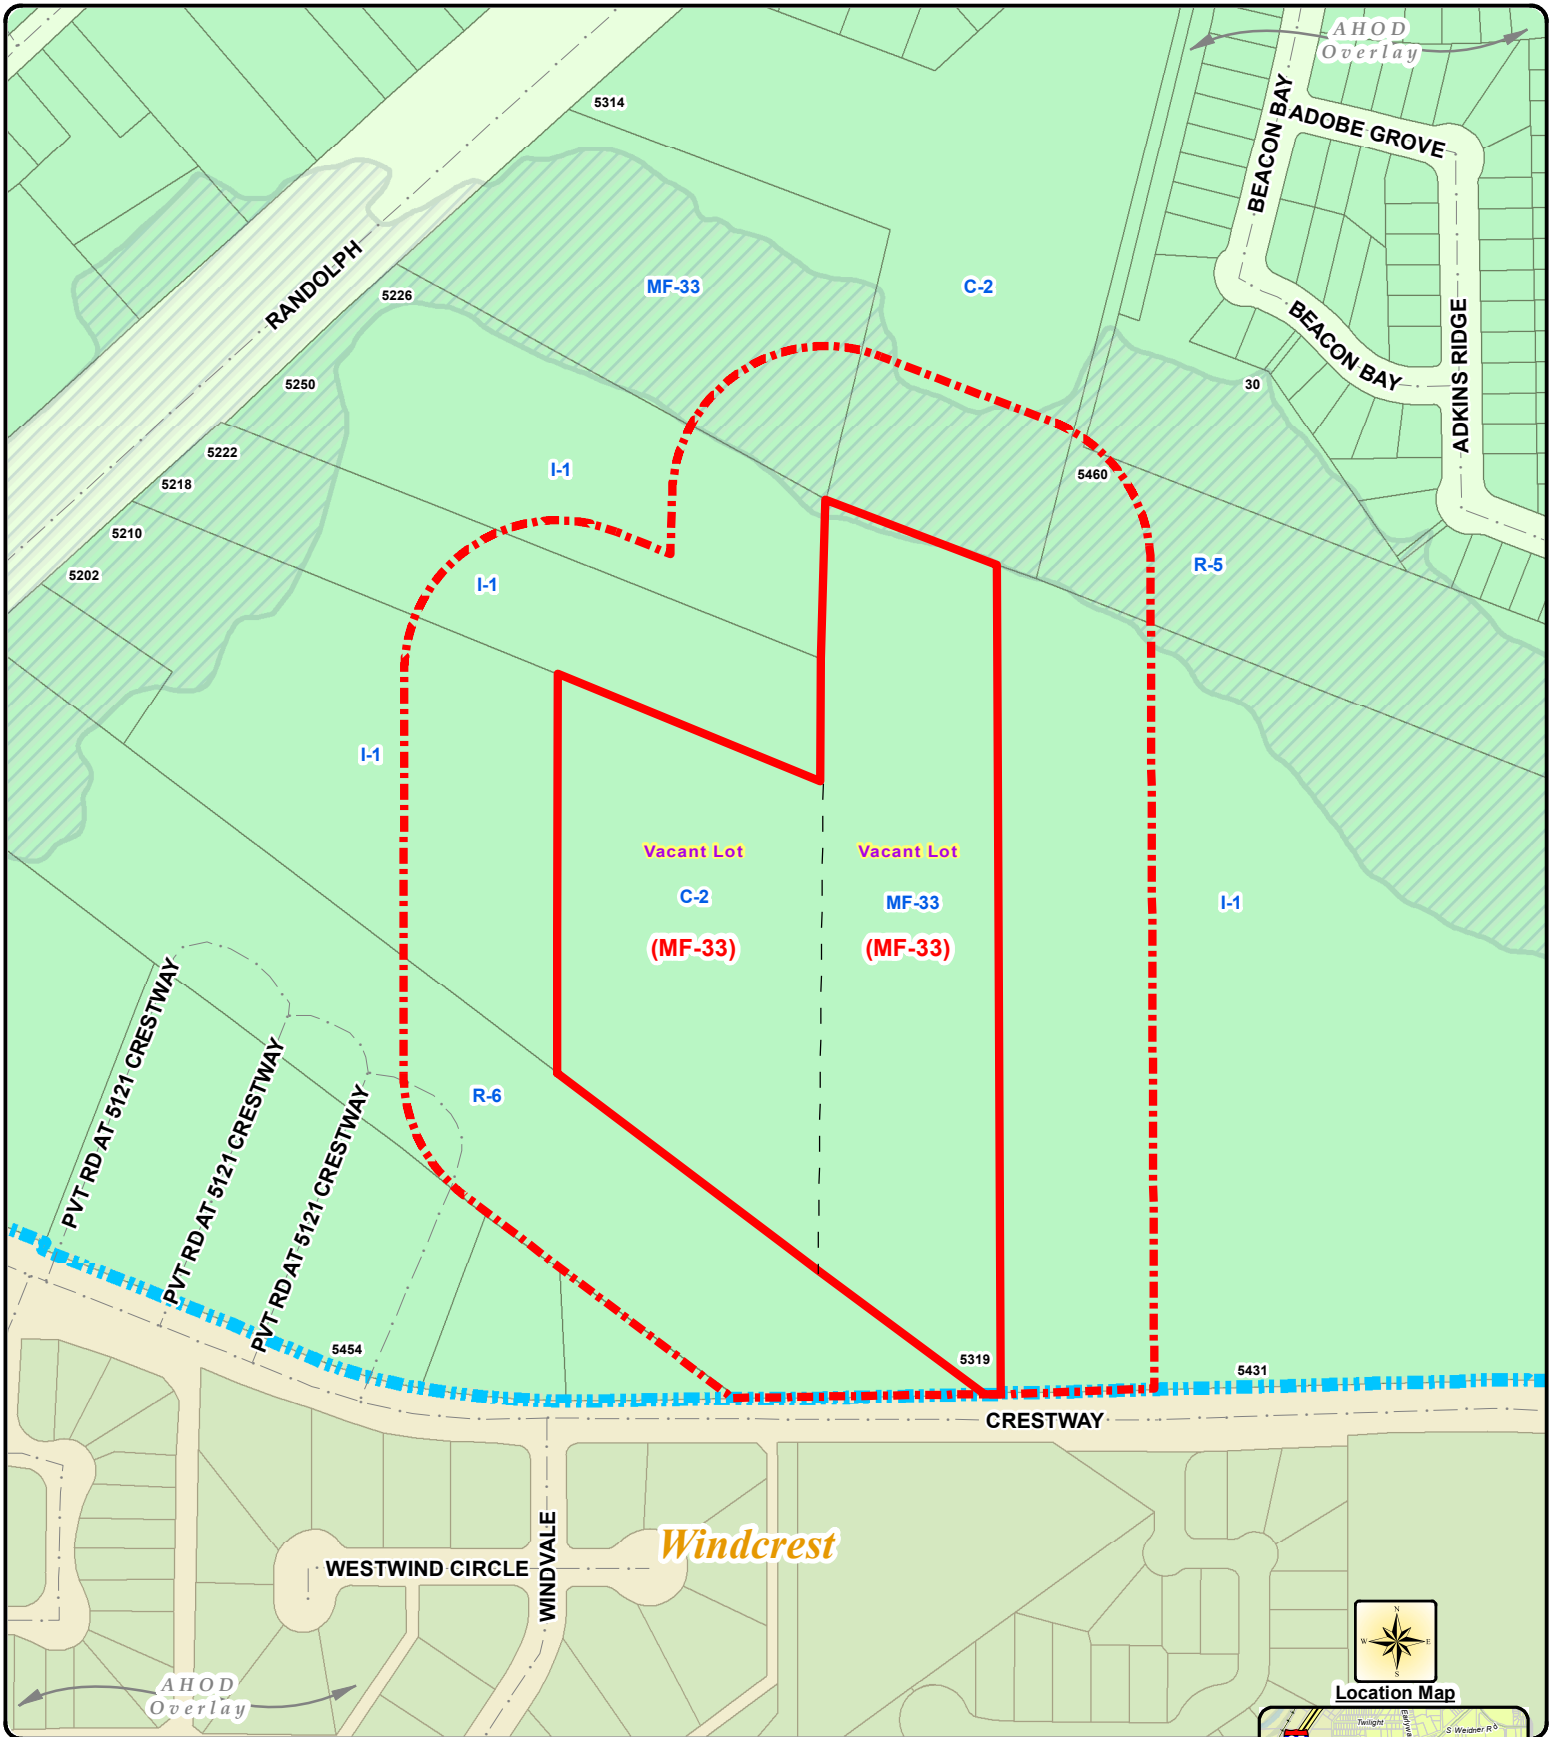 AHOD
Overlay
BEACON BAY
ADOBE GROVE
5314
RANDOLPH
5226
MF-33
C-2
BEACON BAY
ADKINS RIDGE
30
5250
5222
5218
5210
5202
I-1
5460
I-1
R-5
I-1
Vacant Lot
C-2
(MF-33)
Vacant Lot
MF-33
(MF-33)
I-1
PVT RD AT 5121 CRESTWAY
PVT RD AT 5121 CRESTWAY
PVT RD AT 5121 CRESTWAY
R-6
5454
5319
5431
CRESTWAY
Windcrest
WESTWIND CIRCLE
WINDVALE
AHOD
Overlay
N
W
E
S
Location Map
Twilight
S Weidner Rd